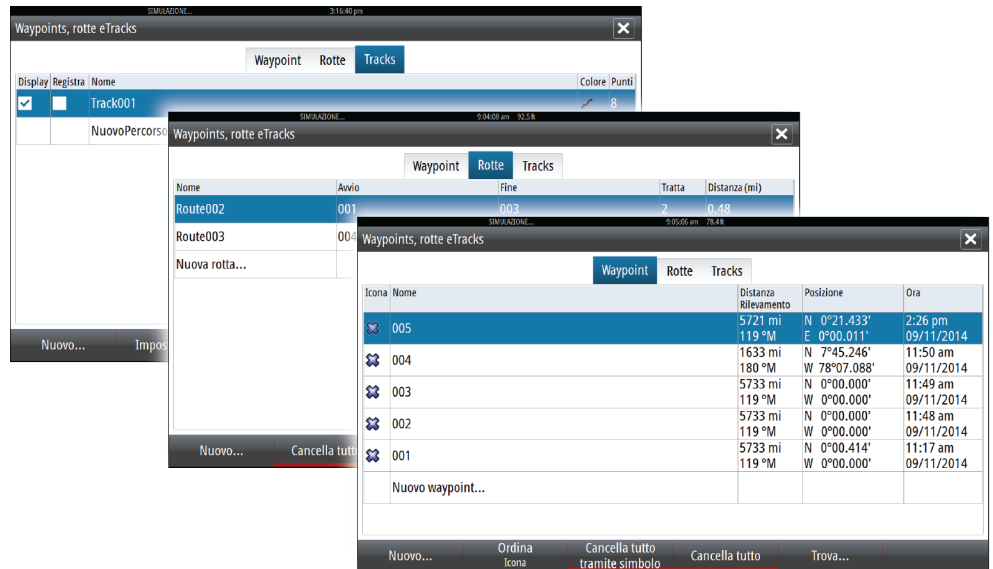 SIMULAZIONE... 3:16:40 pm
Waypoints, rotte eTracks
Waypoint Rotte Tracks
Display Registra Nome Colore Punti
Track001 8
NuovoPercorso
Nuovo... Impos
SIMULAZIONE... 9:04:08 am 92.5 ft
Waypoints, rotte eTracks
Waypoint Rotte Tracks
Nome Avvio Fine Tratta Distanza (mi)
Route002 001 003 2 0.48
Route003 004
Nuova rotta...
Nuovo... Cancella tutto
SIMULAZIONE... 9:05:06 am 78.4 ft
Waypoints, rotte eTracks
Waypoint Rotte Tracks
Icona Nome Distanza Posizione Ora
Rilevamento
005 5721 mi N 0°21.433' 2:26 pm
119 °M E 0°00.011' 09/11/2014
004 1633 mi N 7°45.246' 11:50 am
180 °M W 78°07.088' 09/11/2014
003 5733 mi N 0°00.000' 11:49 am
119 °M W 0°00.000' 09/11/2014
002 5733 mi N 0°00.000' 11:48 am
119 °M W 0°00.000' 09/11/2014
001 5733 mi N 0°00.414' 11:17 am
119 °M W 0°00.000' 09/11/2014
Nuovo waypoint...
Nuovo... Ordina Cancella tutto Cancella tutto Trova...
Icona tramite simbolo